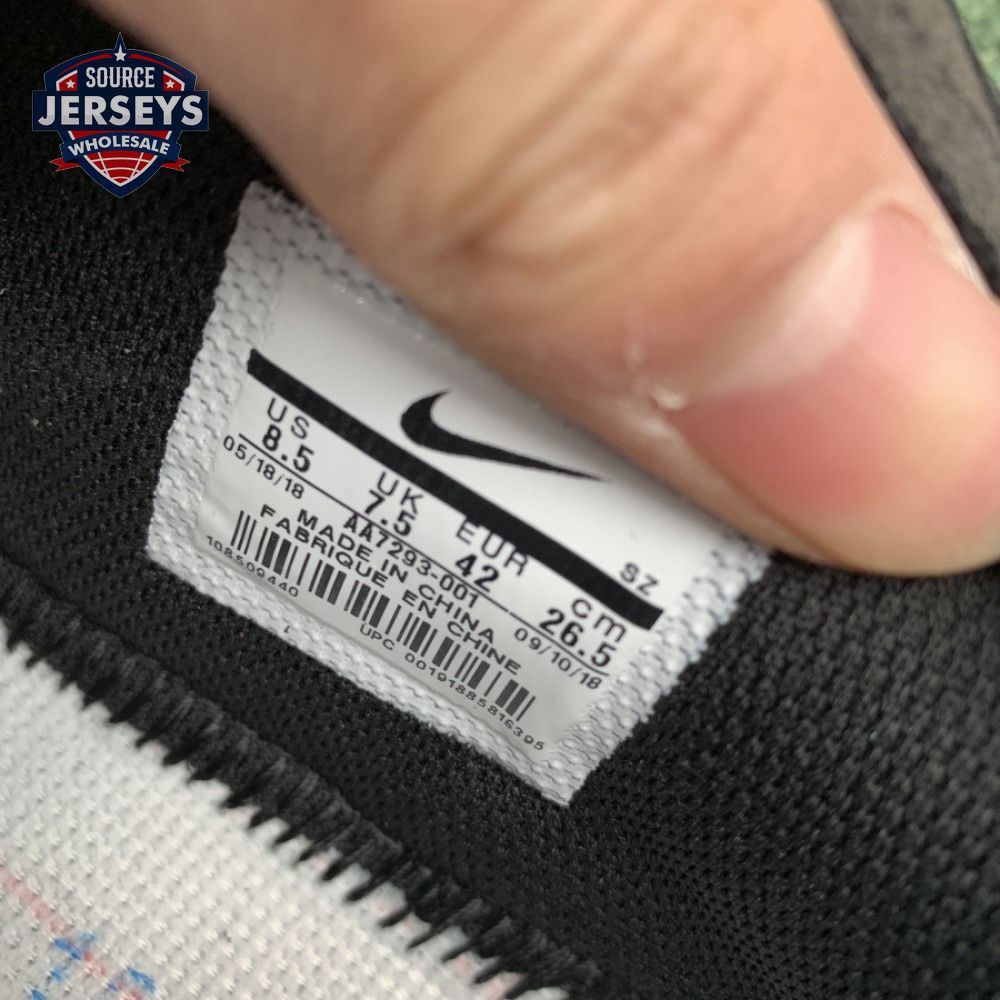 SOURCE
JERSEYS
WHOLESALE
US UK EUR cm SZ
8.5 7.5 42 26.5
05/18/18 AA7293-001 09/10/18
MADE IN CHINA
FABRIQUE EN CHINE
108509440
UPC 00191885816395